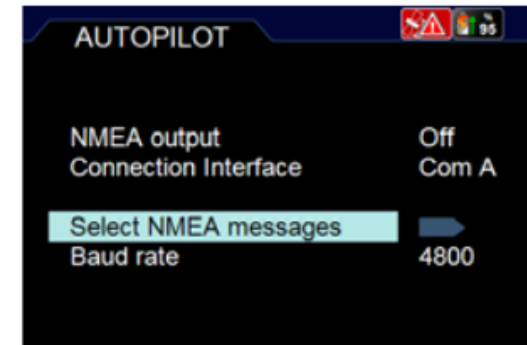 AUTOPILOT
95
NMEA output Off
Connection Interface Com A
Select NMEA messages
Baud rate 4800